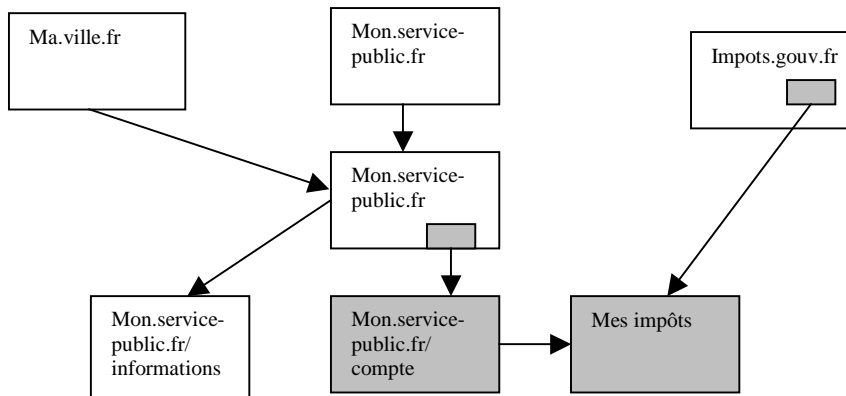 Ma.ville.fr
Mon.service-
public.fr
Impots.gouv.fr
Mon.service-
public.fr
Mon.service-
public.fr/
informations
Mon.service-
public.fr/
compte
Mes impôts